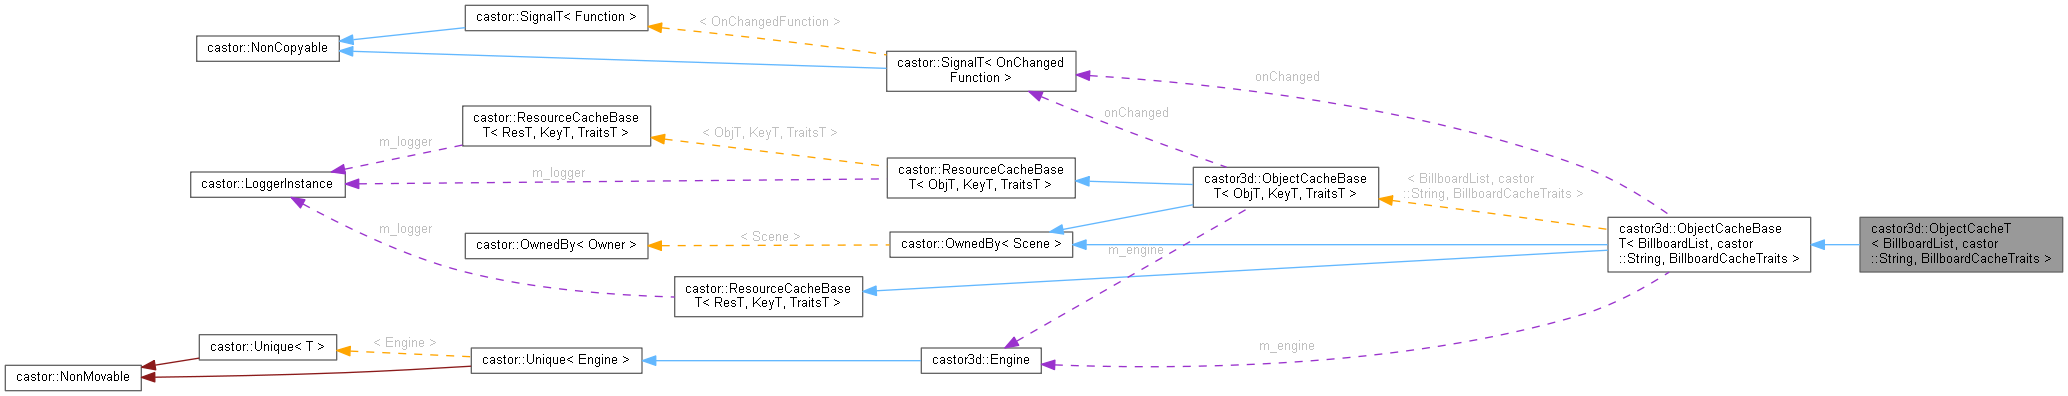 castor::SignalT< Function >
< OnChangedFunction >
castor::NonCopyable
castor::SignalT< OnChanged
Function >
onChanged
onChanged
castor::ResourceCacheBase
T< ResT, KeyT, TraitsT >
< ObjT, KeyT, TraitsT >
m_logger
castor::ResourceCacheBase
T< ObjT, KeyT, TraitsT >
m_logger
castor::LoggerInstance
castor3d::ObjectCacheBase
T< ObjT, KeyT, TraitsT >
< BillboardList, castor
::String, BillboardCacheTraits >
m_logger
castor::OwnedBy< Owner >
< Scene >
castor::OwnedBy< Scene >
m_engine
castor3d::ObjectCacheBase
T< BillboardList, castor
::String, BillboardCacheTraits >
castor3d::ObjectCacheT
< BillboardList, castor
::String, BillboardCacheTraits >
castor::ResourceCacheBase
T< ResT, KeyT, TraitsT >
castor::Unique< T >
< Engine >
castor::Unique< Engine >
castor3d::Engine
m_engine
castor::NonMovable